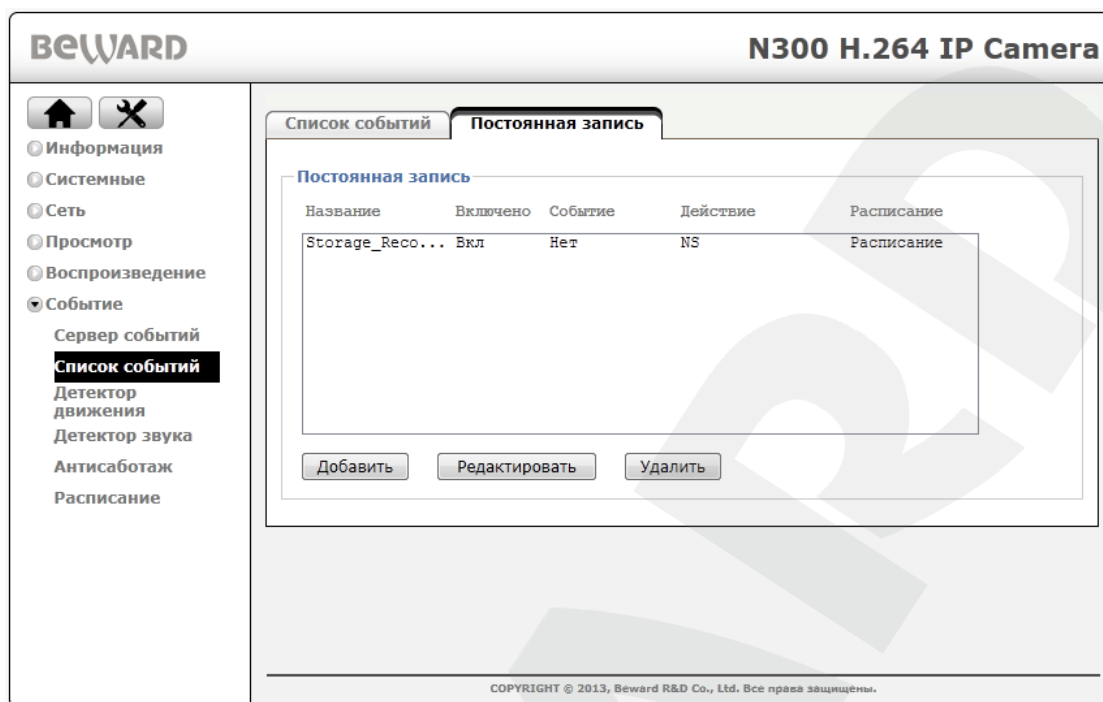 BEWARD
N300 H.264 IP Camera
Информация
Системные
Сеть
Просмотр
Воспроизведение
Событие
Сервер событий
Список событий
Детектор
движения
Детектор звука
Антисаботаж
Расписание
Список событий Постоянная запись
Постоянная запись
Название Включено Событие Действие Расписание
Storage_Reco... Вкл Нет NS Расписание
Добавить Редактировать Удалить
COPYRIGHT © 2013, Beward R&D Co., Ltd. Все права защищены.